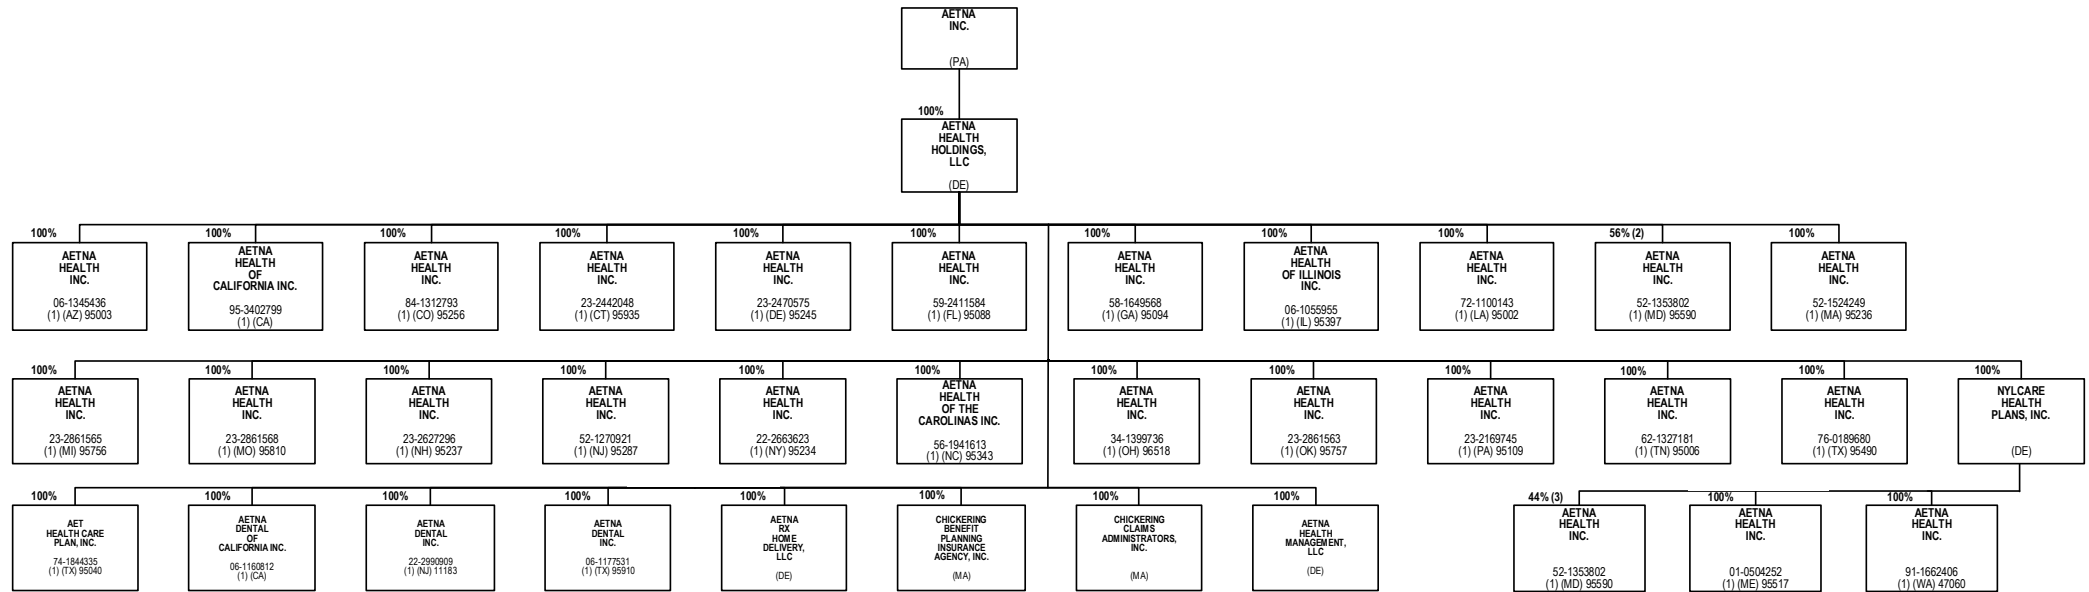 AETNA
INC.
(PA)
100%
AETNA
HEALTH
HOLDINGS,
LLC
(DE)
100%
AETNA
HEALTH
INC.
06-1345436
(1) (AZ) 95003
100%
AETNA
HEALTH
OF
CALIFORNIA INC.
95-3402799
(1) (CA)
100%
AETNA
HEALTH
INC.
84-1312793
(1) (CO) 95256
100%
AETNA
HEALTH
INC.
23-2442048
(1) (CT) 95935
100%
AETNA
HEALTH
INC.
23-2470575
(1) (DE) 95245
100%
AETNA
HEALTH
INC.
59-2411584
(1) (FL) 95088
100%
AETNA
HEALTH
INC.
58-1649568
(1) (GA) 95094
100%
AETNA
HEALTH
OF ILLINOIS
INC.
06-1055955
(1) (IL) 95397
100%
AETNA
HEALTH
INC.
72-1100143
(1) (LA) 95002
56% (2)
AETNA
HEALTH
INC.
52-1353802
(1) (MD) 95590
100%
AETNA
HEALTH
INC.
52-1524249
(1) (MA) 95236
100%
AETNA
HEALTH
INC.
23-2861565
(1) (MI) 95756
100%
AETNA
HEALTH
INC.
23-2861568
(1) (MO) 95810
100%
AETNA
HEALTH
INC.
23-2627296
(1) (NH) 95237
100%
AETNA
HEALTH
INC.
52-1270921
(1) (NJ) 95287
100%
AETNA
HEALTH
INC.
22-2663623
(1) (NY) 95234
100%
AETNA
HEALTH
OF THE
CAROLINAS INC.
56-1941613
(1) (NC) 95343
100%
AETNA
HEALTH
INC.
34-1399736
(1) (OH) 96518
100%
AETNA
HEALTH
INC.
23-2861563
(1) (OK) 95757
100%
AETNA
HEALTH
INC.
23-2169745
(1) (PA) 95109
100%
AETNA
HEALTH
INC.
62-1327181
(1) (TN) 95006
100%
AETNA
HEALTH
INC.
76-0189680
(1) (TX) 95490
100%
NYLCARE
HEALTH
PLANS, INC.
(DE)
100%
AET
HEALTH CARE
PLAN, INC.
74-1844335
(1) (TX) 95040
100%
AETNA
DENTAL
OF
CALIFORNIA INC.
06-1160812
(1) (CA)
100%
AETNA
DENTAL
INC.
22-2990909
(1) (NJ) 11183
100%
AETNA
DENTAL
INC.
06-1177531
(1) (TX) 95910
100%
AETNA
RX
HOME
DELIVERY,
LLC
(DE)
100%
CHICKERING
BENEFIT
PLANNING
INSURANCE
AGENCY, INC.
(MA)
100%
CHICKERING
CLAIMS
ADMINISTRATORS,
INC.
(MA)
100%
AETNA
HEALTH
MANAGEMENT,
LLC
(DE)
44% (3)
AETNA
HEALTH
INC.
52-1353802
(1) (MD) 95590
100%
AETNA
HEALTH
INC.
01-0504252
(1) (ME) 95517
100%
AETNA
HEALTH
INC.
91-1662406
(1) (WA) 47060